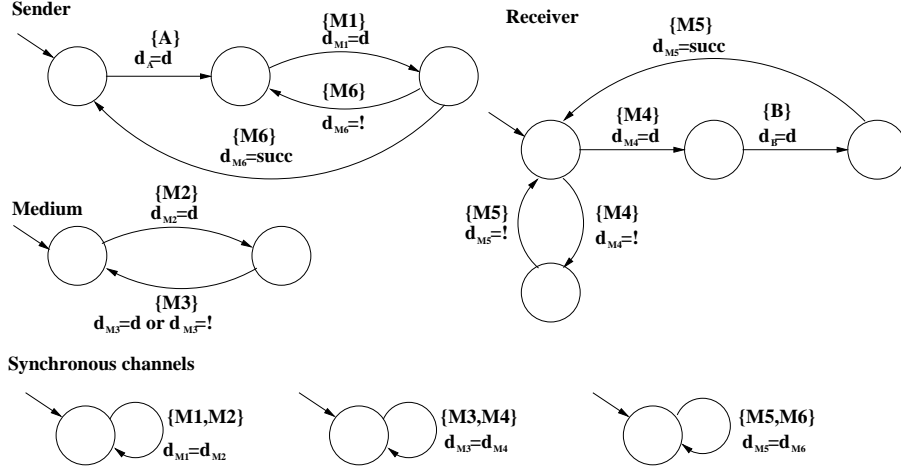 Sender
{A}
d_A=d
{M1}
d_M1=d
{M6}
d_M6=!
{M6}
d_M6=succ
Receiver
{M5}
d_M5=succ
{M4}
d_M4=d
{B}
d_B=d
{M5}
d_M5=!
{M4}
d_M4=!
Medium
{M2}
d_M2=d
{M3}
d_M3=d or d_M3=!
Synchronous channels
{M1,M2}
d_M1=d_M2
{M3,M4}
d_M3=d_M4
{M5,M6}
d_M5=d_M6